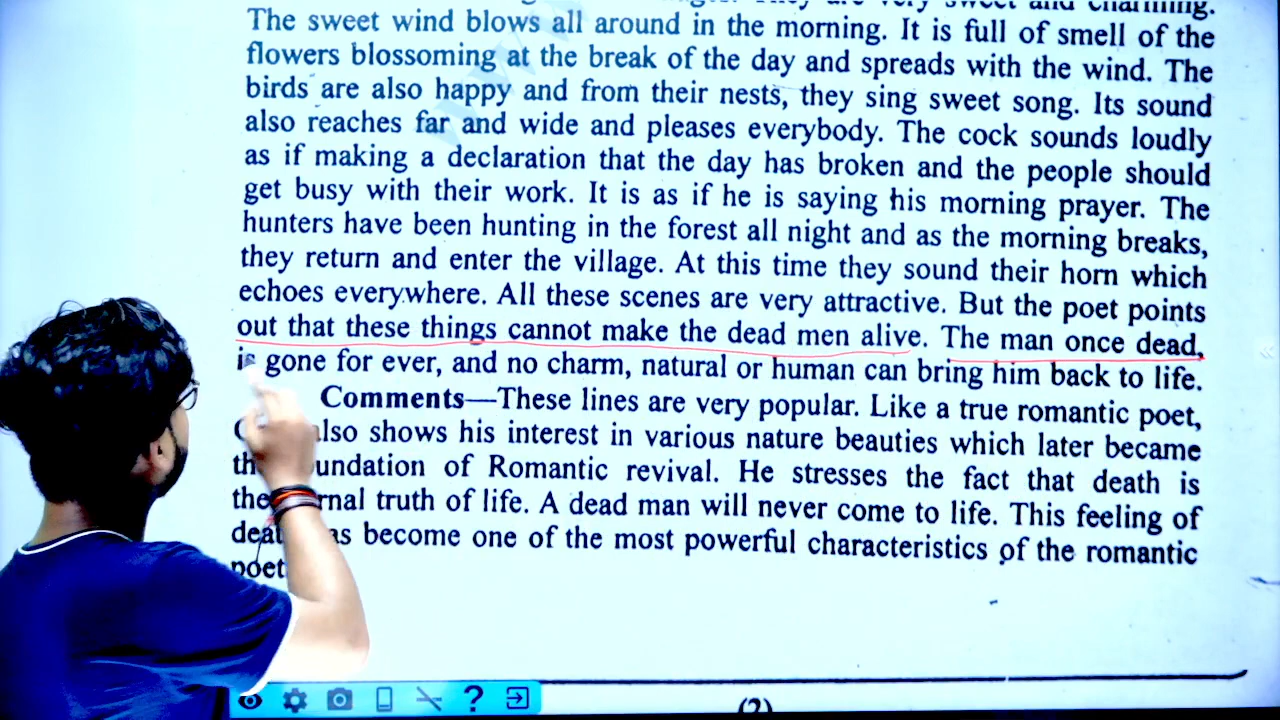 very sweet and charming.
The sweet wind blows all around in the morning. It is full of smell of the
flowers blossoming at the break of the day and spreads with the wind. The
birds are also happy and from their nests, they sing sweet song. Its sound
also reaches far and wide and pleases everybody. The cock sounds loudly
as if making a declaration that the day has broken and the people should
get busy with their work. It is as if he is saying his morning prayer. The
hunters have been hunting in the forest all night and as the morning breaks,
they return and enter the village. At this time they sound their horn which
echoes everywhere. All these scenes are very attractive. But the poet points
out that these things cannot make the dead men alive. The man once dead,
is gone for ever, and no charm, natural or human can bring him back to life.
Comments—These lines are very popular. Like a true romantic poet,
also shows his interest in various nature beauties which later became
of Romantic revival. He stresses the fact that death is
truth of life. A dead man will never come to life. This feeling of
become one of the most powerful characteristics of the romantic
poet
(2)